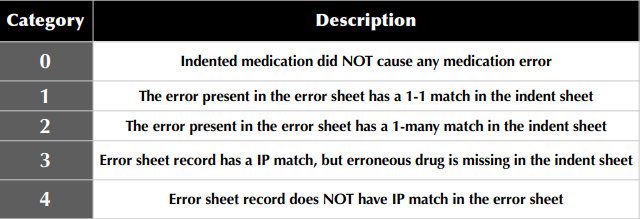 Category Description
0 Indented medication did NOT cause any medication error
1 The error present in the error sheet has a 1-1 match in the indent sheet
2 The error present in the error sheet has a 1-many match in the indent sheet
3 Error sheet record has a IP match, but erroneous drug is missing in the indent sheet
4 Error sheet record does NOT have IP match in the error sheet